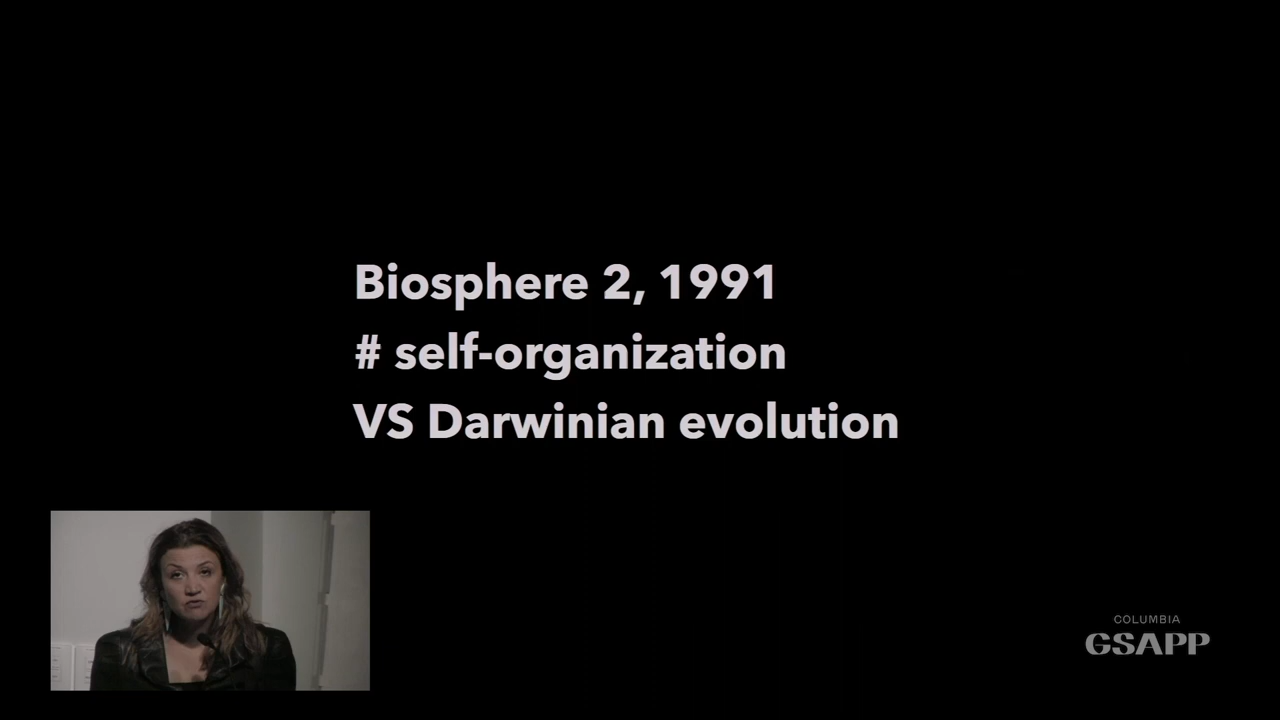 Biosphere 2, 1991
# self-organization
VS Darwinian evolution
COLUMBIA
GSAPP